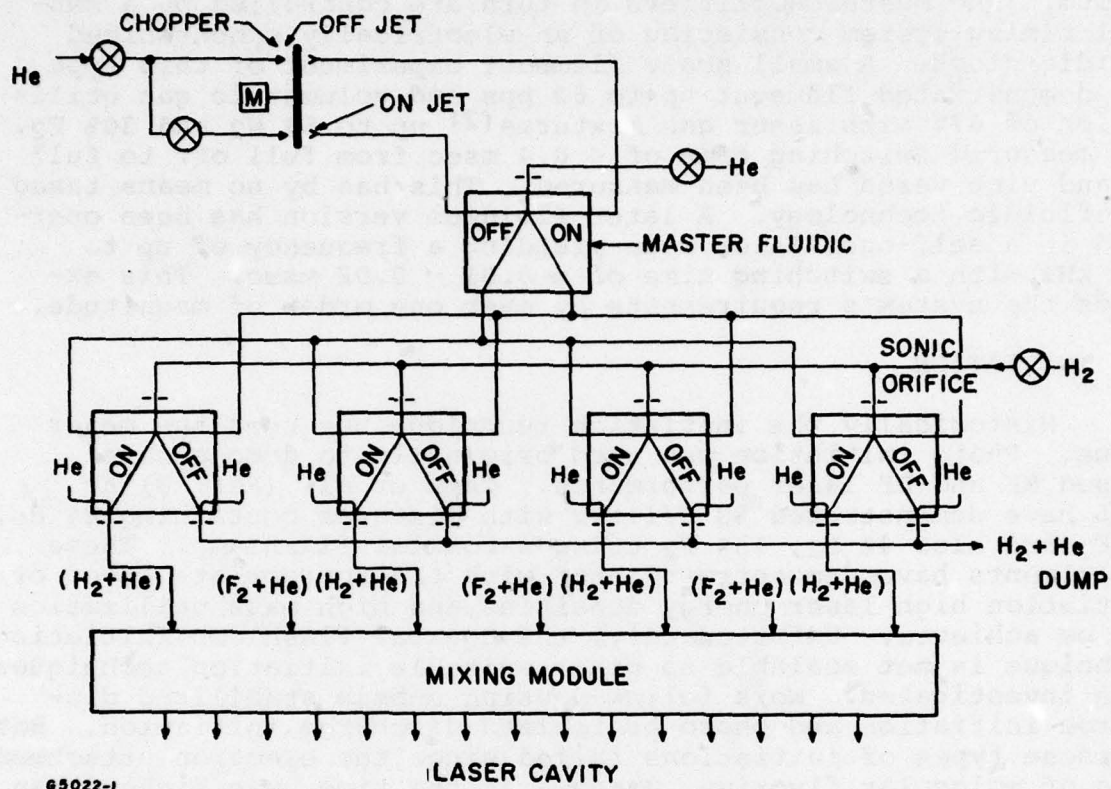 CHOPPER
OFF JET
He
M
ON JET
He
OFF
ON
MASTER FLUIDIC
SONIC
ORIFICE
H2
He
ON
OFF
He
He
ON
OFF
He
He
ON
OFF
He
He
ON
OFF
He
H2 + He
DUMP
(H2+He)
(F2+He)
(H2+He)
(F2+He)
(H2+He)
(F2+He)
(H2+He)
MIXING MODULE
LASER CAVITY
G5022-1